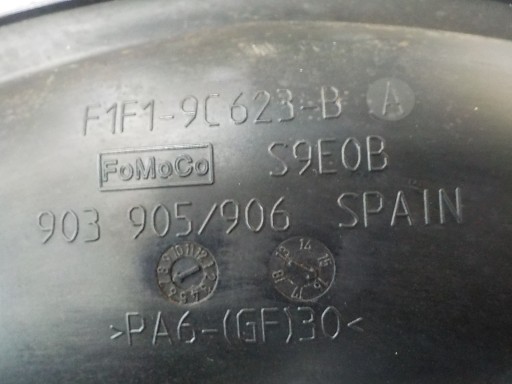 F1F1-9C623-B A
FoMoCo S9E0B
903 905/906 SPAIN
>PA6-(GF)30<